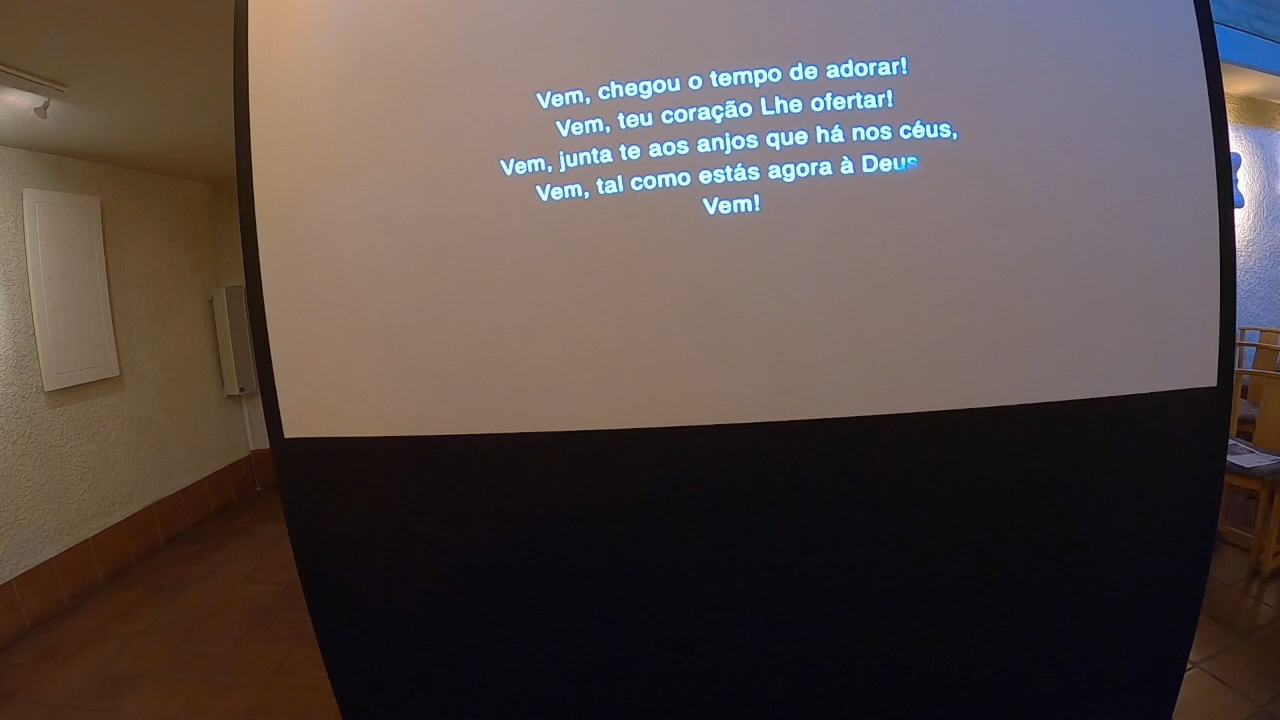 Vem, chegou o tempo de adorar!
Vem, teu coração Lhe ofertar!
Vem, junta te aos anjos que há nos céus,
Vem, tal como estás agora à Deus
Vem!